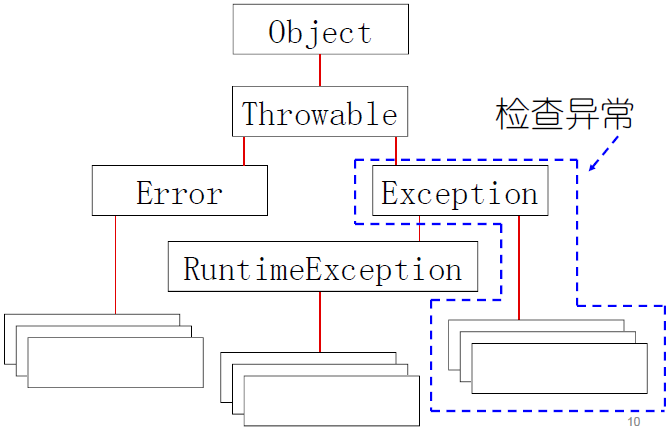 Object
Throwable
检查异常
Error
Exception
RuntimeException
10